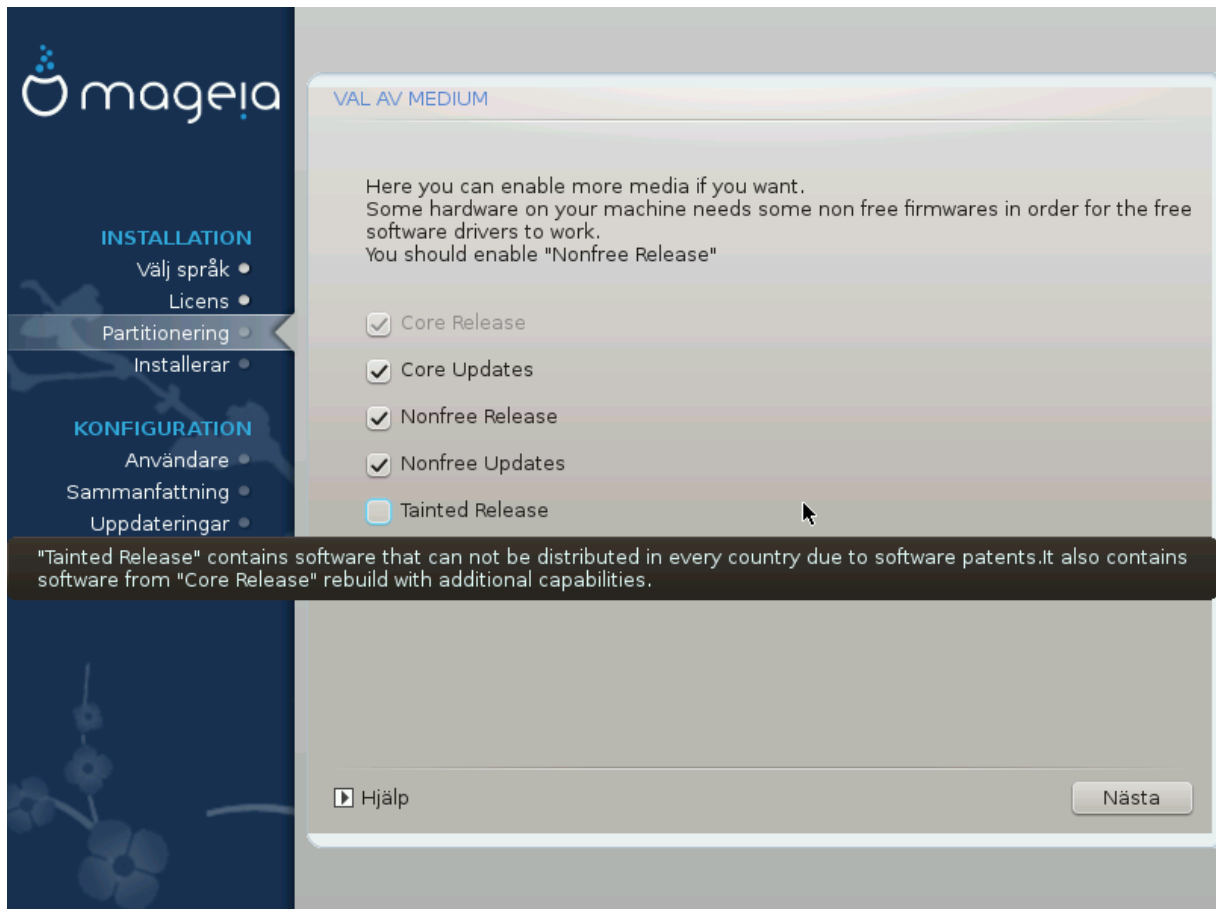 mageia
INSTALLATION
Välj språk
Licens
Partitionering
Installerar
KONFIGURATION
Användare
Sammanfattning
Uppdateringar
VAL AV MEDIUM
Here you can enable more media if you want.
Some hardware on your machine needs some non free firmwares in order for the free
software drivers to work.
You should enable "Nonfree Release"
Core Release
Core Updates
Nonfree Release
Nonfree Updates
Tainted Release
"Tainted Release" contains software that can not be distributed in every country due to software patents.It also contains
software from "Core Release" rebuild with additional capabilities.
Hjälp
Nästa